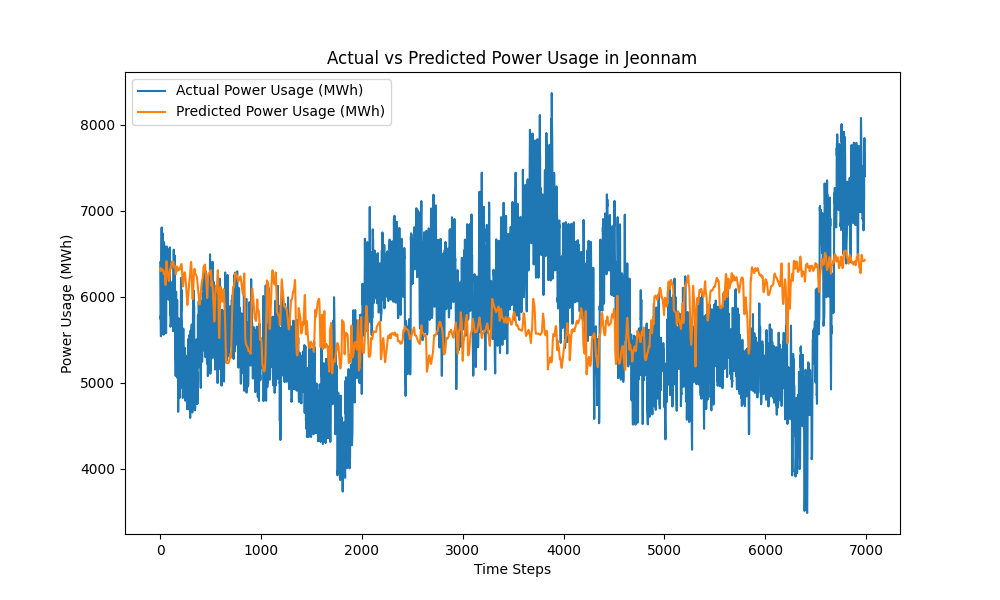 Actual vs Predicted Power Usage in Jeonnam
Actual Power Usage (MWh)
Predicted Power Usage (MWh)
Power Usage (MWh)
8000
7000
6000
5000
4000
0 1000 2000 3000 4000 5000 6000 7000
Time Steps